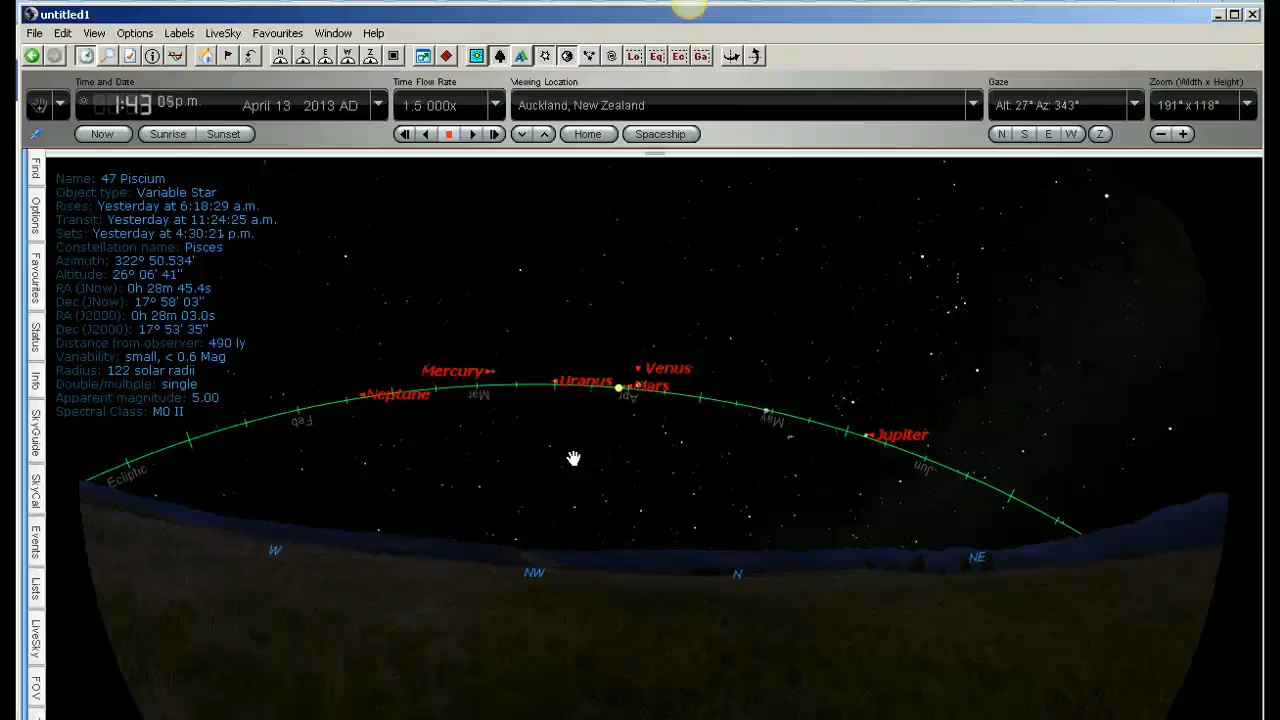 untitled1
File Edit View Options Labels LiveSky Favourites Window Help
N S E W Z Lo Eq Ec Ga
Time and Date Time Flow Rate Viewing Location Gaze Zoom (Width x Height)
1:43 05 p.m. April 13 2013 AD 1.5 000x Auckland, New Zealand Alt: 27° Az: 343° 191° x 118°
Now Sunrise Sunset Home Spaceship N S E W Z
Find
Options
Favourites
Status
Info
SkyGuide
SkyCal
Events
Lists
LiveSky
FOV
Name: 47 Piscium
Object type: Variable Star
Rises: Yesterday at 6:18:29 a.m.
Transit: Yesterday at 11:24:25 a.m.
Sets: Yesterday at 4:30:21 p.m.
Constellation name: Pisces
Azimuth: 322° 50.534'
Altitude: 26° 06' 41"
RA (JNow): 0h 28m 45.4s
Dec (JNow): 17° 58' 03"
RA (J2000): 0h 28m 03.0s
Dec (J2000): 17° 53' 35"
Distance from observer: 490 ly
Variability: small, < 0.6 Mag
Radius: 122 solar radii
Double/multiple: single
Apparent magnitude: 5.00
Spectral Class: M0 II
Mercury Venus
Neptune Uranus Mars
Feb Mar Apr May
Jupiter
Ecliptic Jun
W NW N NE